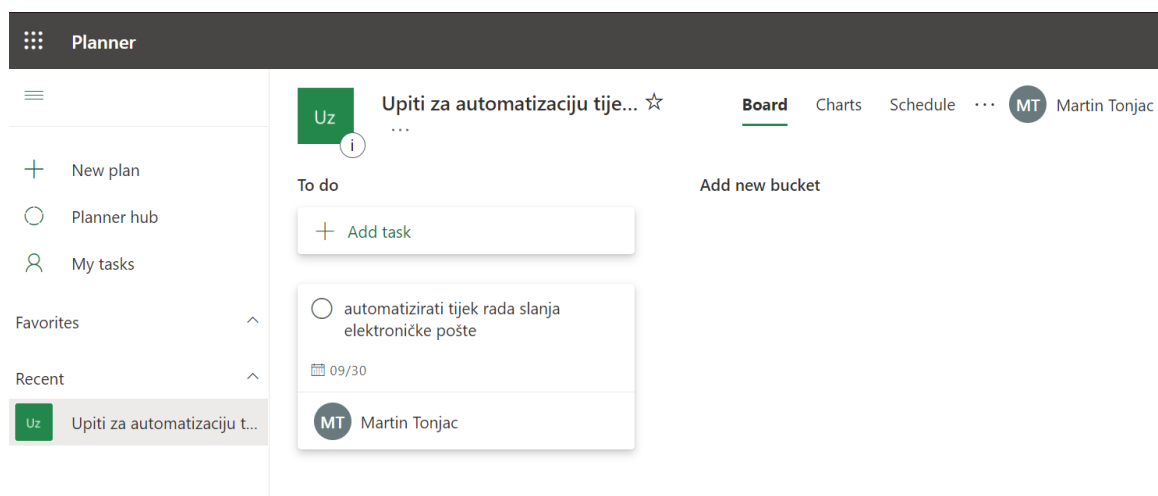 Planner
Uz
i
Upiti za automatizaciju tije...
...
Board
Charts
Schedule
...
MT
Martin Tonjac
New plan
Planner hub
My tasks
Favorites
Recent
Uz
Upiti za automatizaciju t...
To do
Add task
automatizirati tijek rada slanja
elektroničke pošte
09/30
MT
Martin Tonjac
Add new bucket